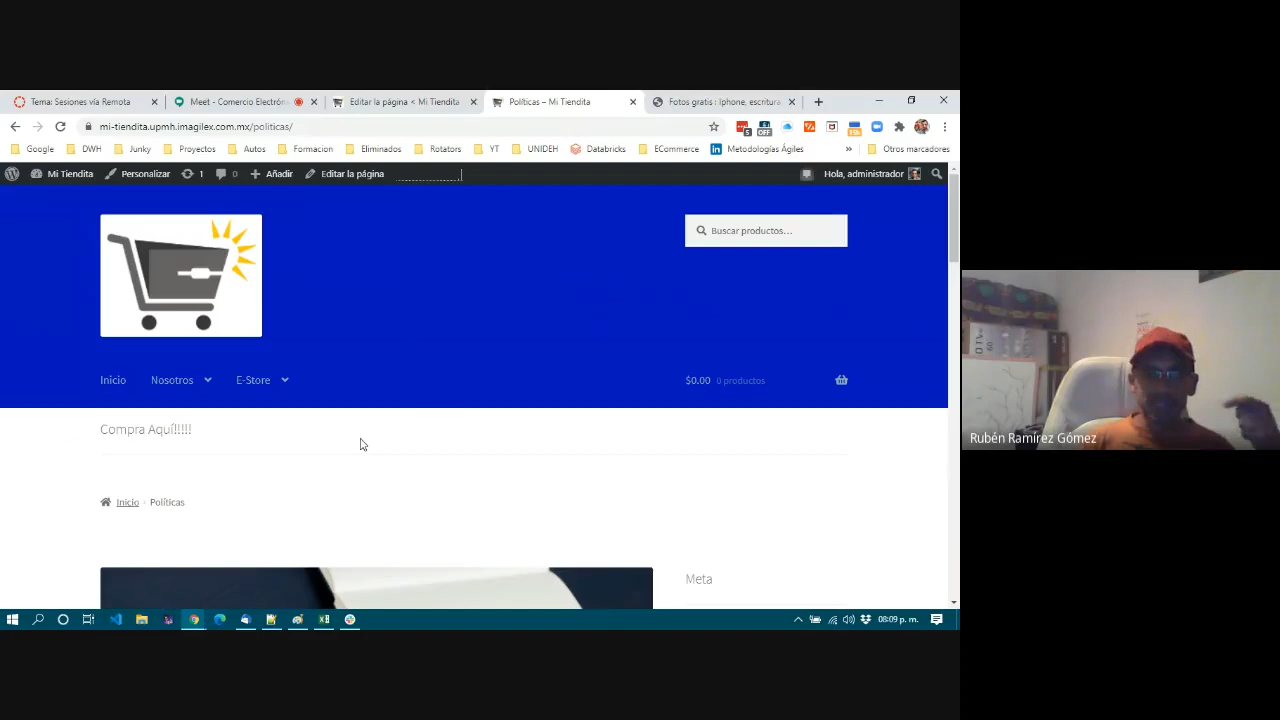 Tema: Sesiones vía Remota
Meet - Comercio Electrón
Editar la página < Mi Tiendita
Políticas – Mi Tiendita
Fotos gratis : Iphone, escritura
mi-tiendita.upmh.imagilex.com.mx/politicas/
5
OFF
Google
DWH
Junky
Proyectos
Autos
Formacion
Eliminados
Rotators
YT
UNIDEH
Databricks
ECommerce
Metodologías Ágiles
»
Otros marcadores
Mi Tiendita
Personalizar
1
0
Añadir
Editar la página
Hola, administrador
Buscar productos...
Inicio
Nosotros
E-Store
$0.00 0 productos
Compra Aquí!!!!!
Inicio › Políticas
Meta
Rubén Ramírez Gómez
08:09 p. m.